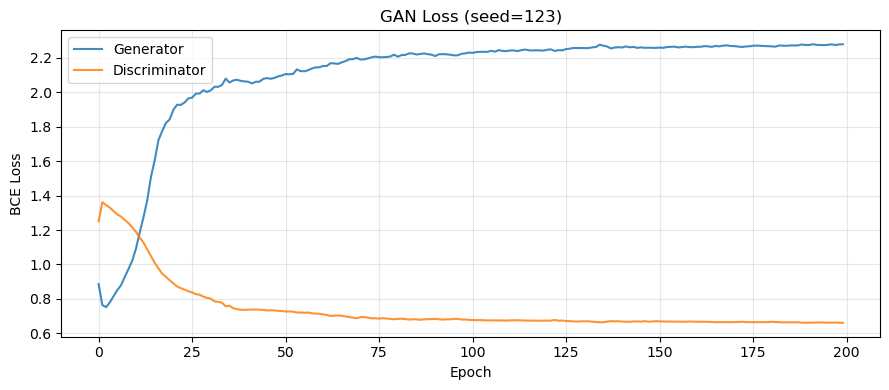 GAN Loss (seed=123)
Generator
Discriminator
BCE Loss
2.2
2.0
1.8
1.6
1.4
1.2
1.0
0.8
0.6
0 25 50 75 100 125 150 175 200
Epoch